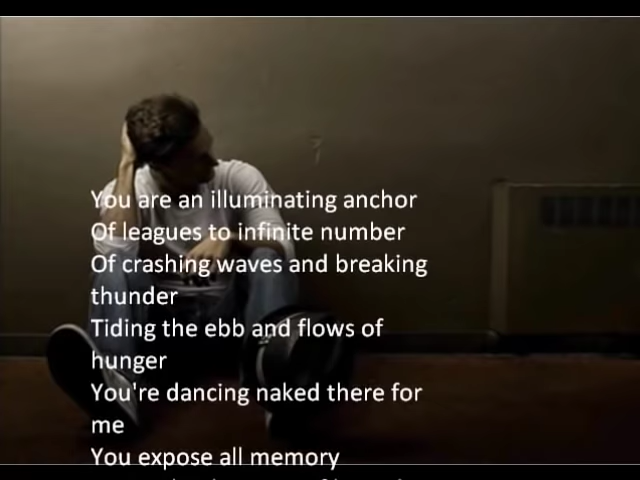 You are an illuminating anchor
Of leagues to infinite number
Of crashing waves and breaking
thunder
Tiding the ebb and flows of
hunger
You're dancing naked there for
me
You expose all memory